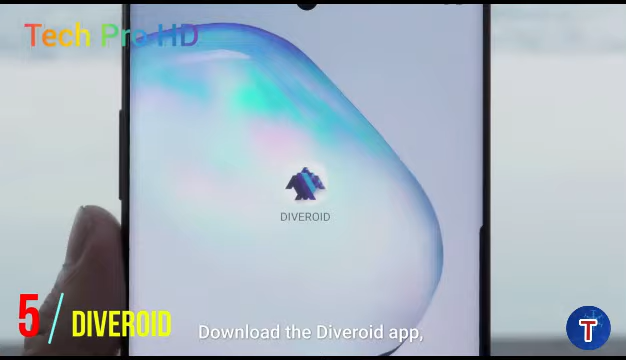 Tech Pro HD
DIVEROID
5/ DIVEROID
Download the Diveroid app,
T